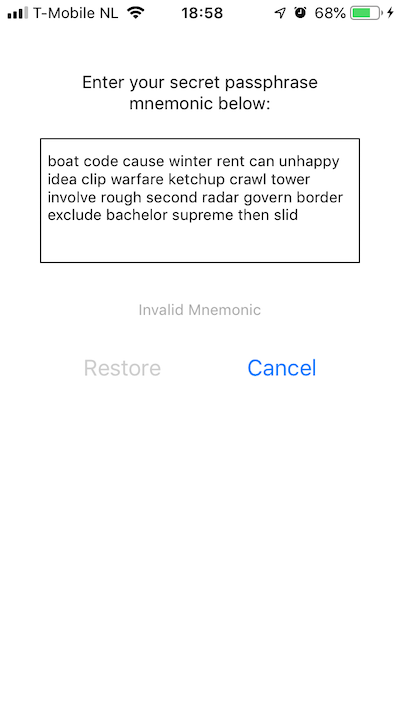 T-Mobile NL 18:58 68%
Enter your secret passphrase
mnemonic below:
boat code cause winter rent can unhappy
idea clip warfare ketchup crawl tower
involve rough second radar govern border
exclude bachelor supreme then slid
Invalid Mnemonic
Restore Cancel